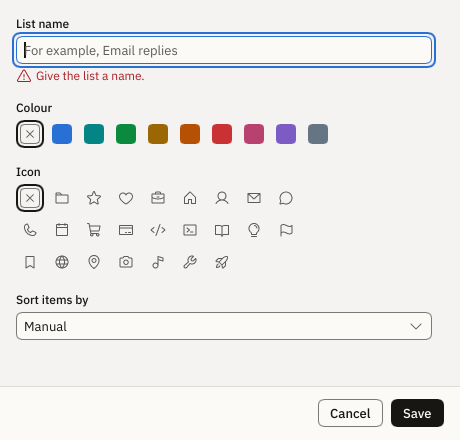 List name
For example, Email replies
Give the list a name.
Colour
Icon
Sort items by
Manual
Cancel
Save